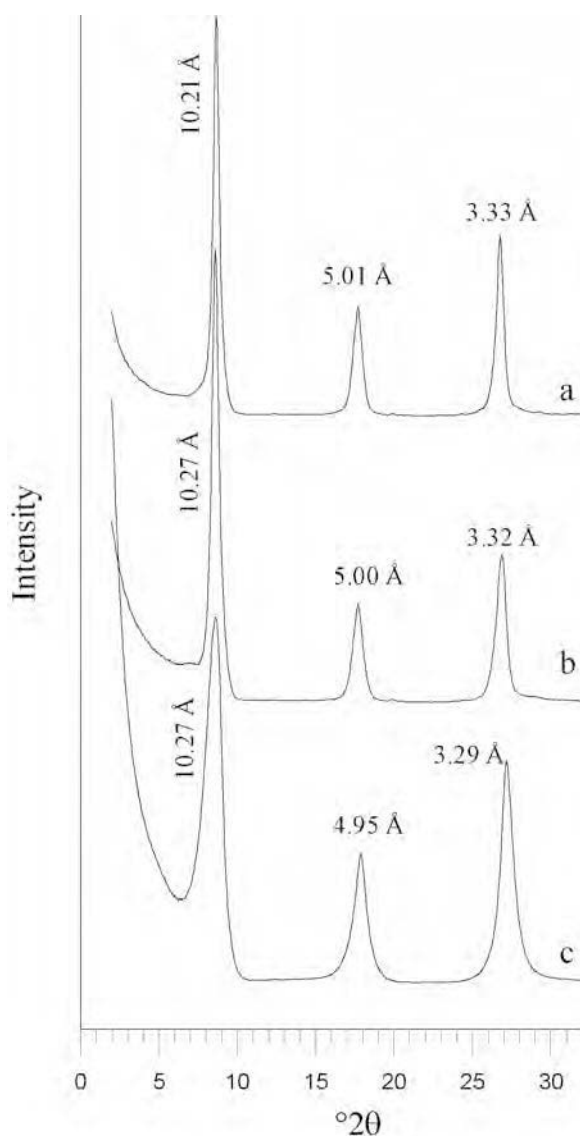 10.21 Å
5.01 Å
3.33 Å
a
10.27 Å
5.00 Å
3.32 Å
b
10.27 Å
4.95 Å
3.29 Å
c
Intensity
0 5 10 15 20 25 30
°2θ